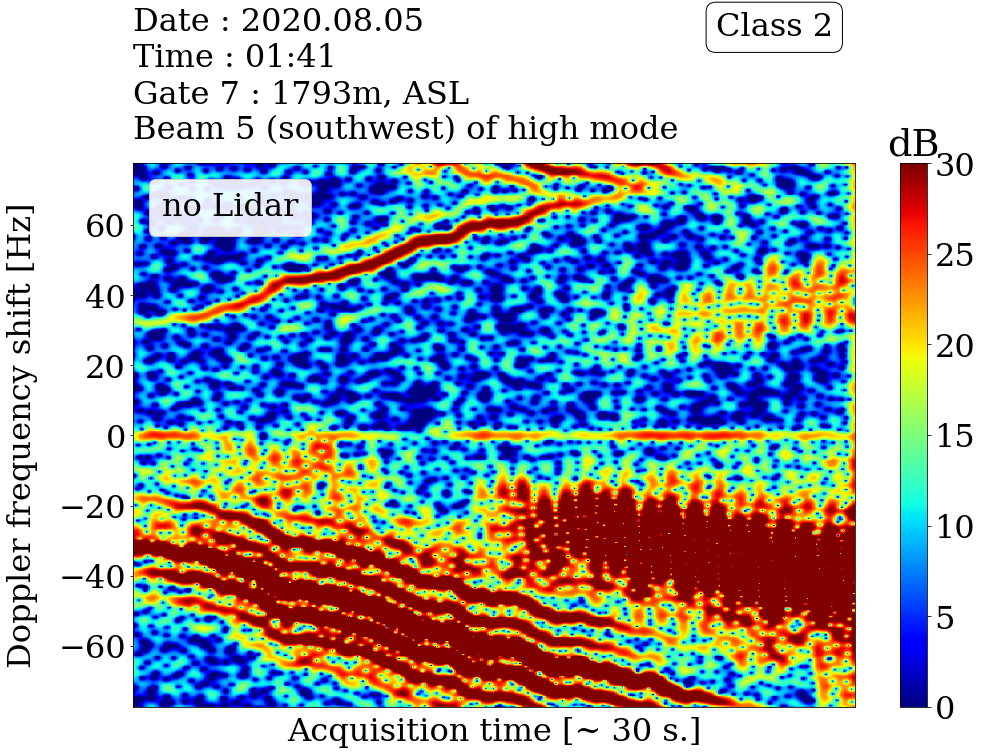 Date : 2020.08.05
Time : 01:41
Gate 7 : 1793m, ASL
Beam 5 (southwest) of high mode
Class 2
dB
no Lidar
Doppler frequency shift [Hz]
60
40
20
0
−20
−40
−60
30
25
20
15
10
5
0
Acquisition time [~ 30 s.]